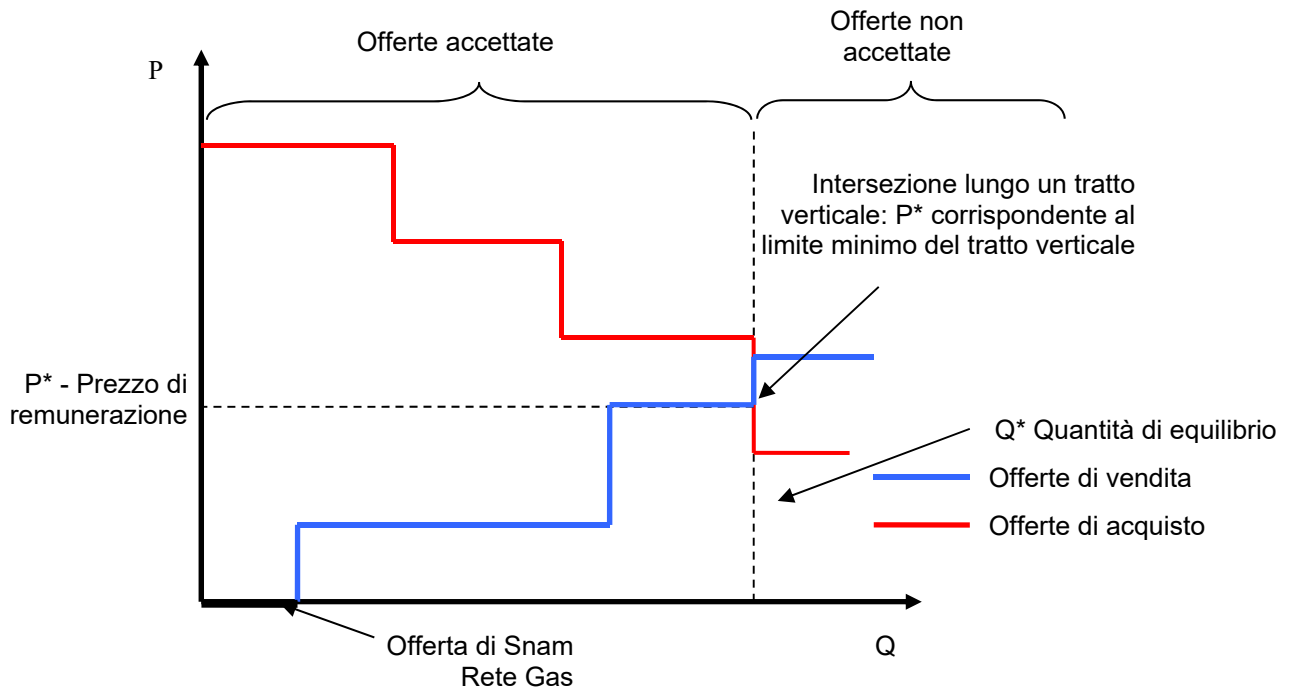 Offerte accettate
Offerte non
accettate
P
Intersezione lungo un tratto
verticale: P* corrispondente al
limite minimo del tratto verticale
P* - Prezzo di
remunerazione
Q* Quantità di equilibrio
Offerte di vendita
Offerte di acquisto
Offerta di Snam
Rete Gas
Q